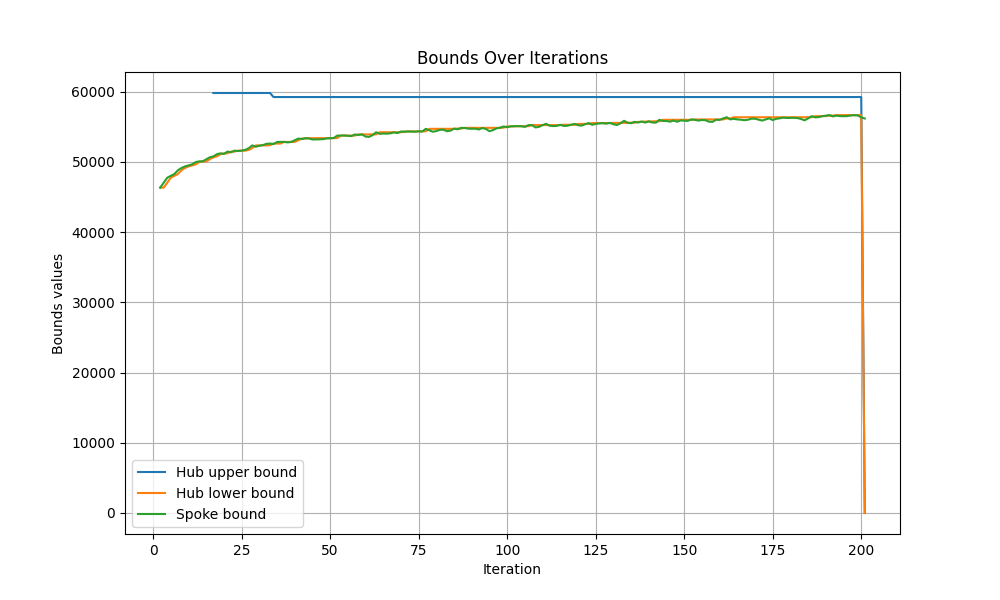 Bounds Over Iterations
Bounds values
60000
50000
40000
30000
20000
10000
0
Hub upper bound
Hub lower bound
Spoke bound
0 25 50 75 100 125 150 175 200
Iteration